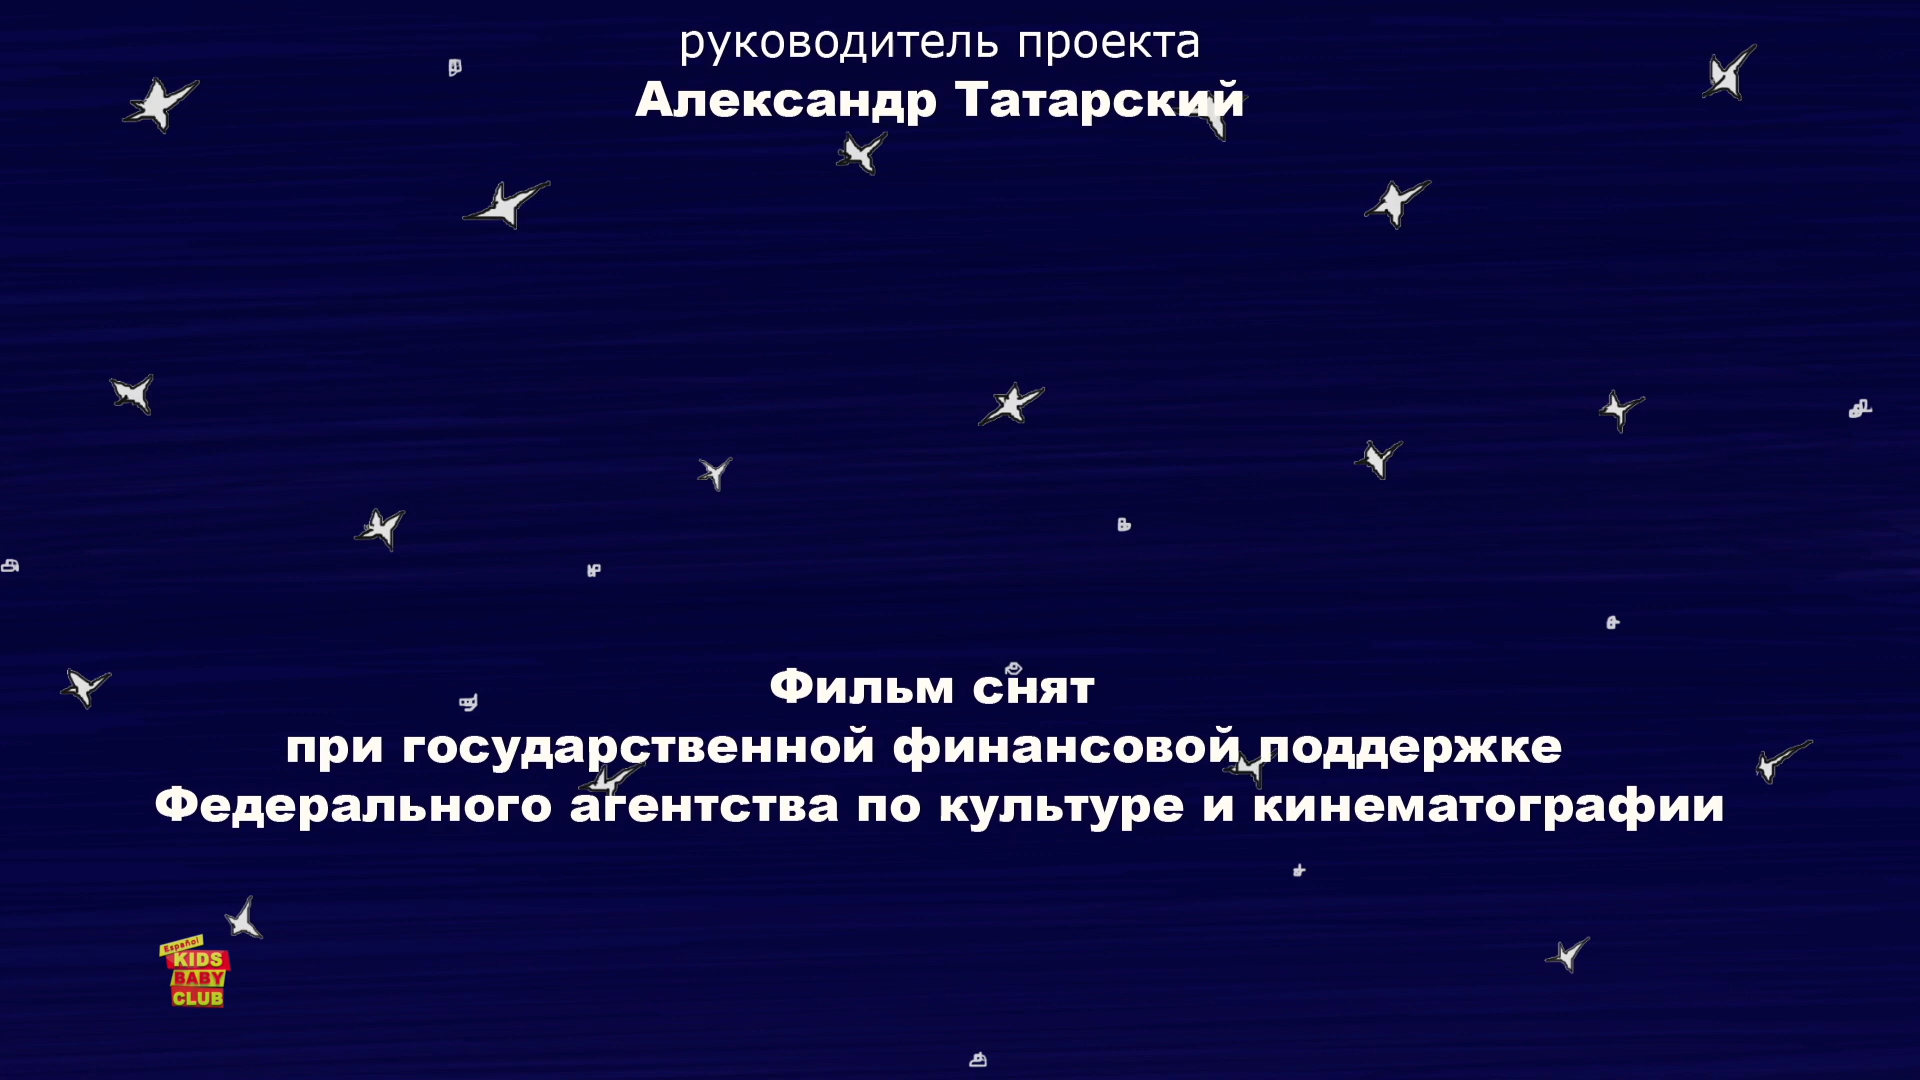 руководитель проекта
Александр Татарский
Фильм снят
при государственной финансовой поддержке
Федерального агентства по культуре и кинематографии
Español
KIDS
BABY
CLUB